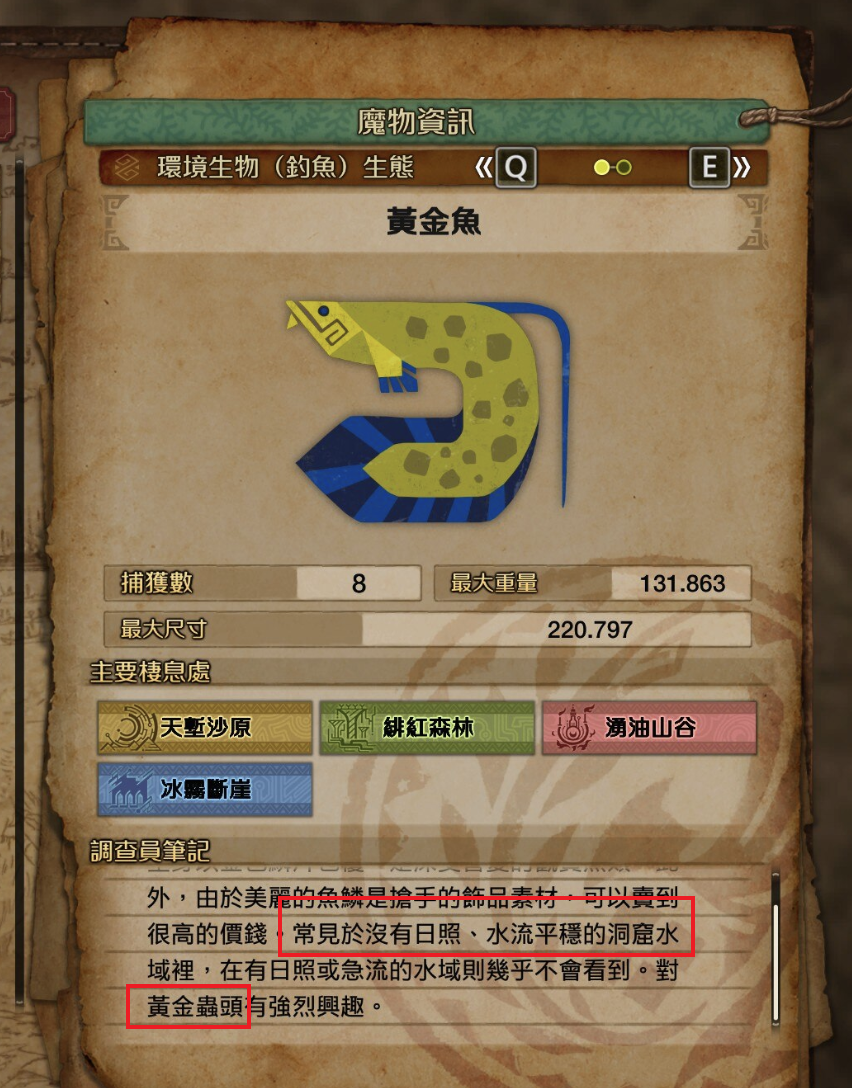 魔物資訊
環境生物（釣魚）生態 《 Q E 》
黃金魚
捕獲數 8 最大重量 131.863
最大尺寸 220.797
主要棲息處
天塹沙原 緋紅森林 湧油山谷
冰霧斷崖
調查員筆記
外，由於美麗的魚鱗是搶手的飾品素材，可以賣到
很高的價錢。常見於沒有日照、水流平穩的洞窟水
域裡，在有日照或急流的水域則幾乎不會看到。對
黃金蟲頭有強烈興趣。